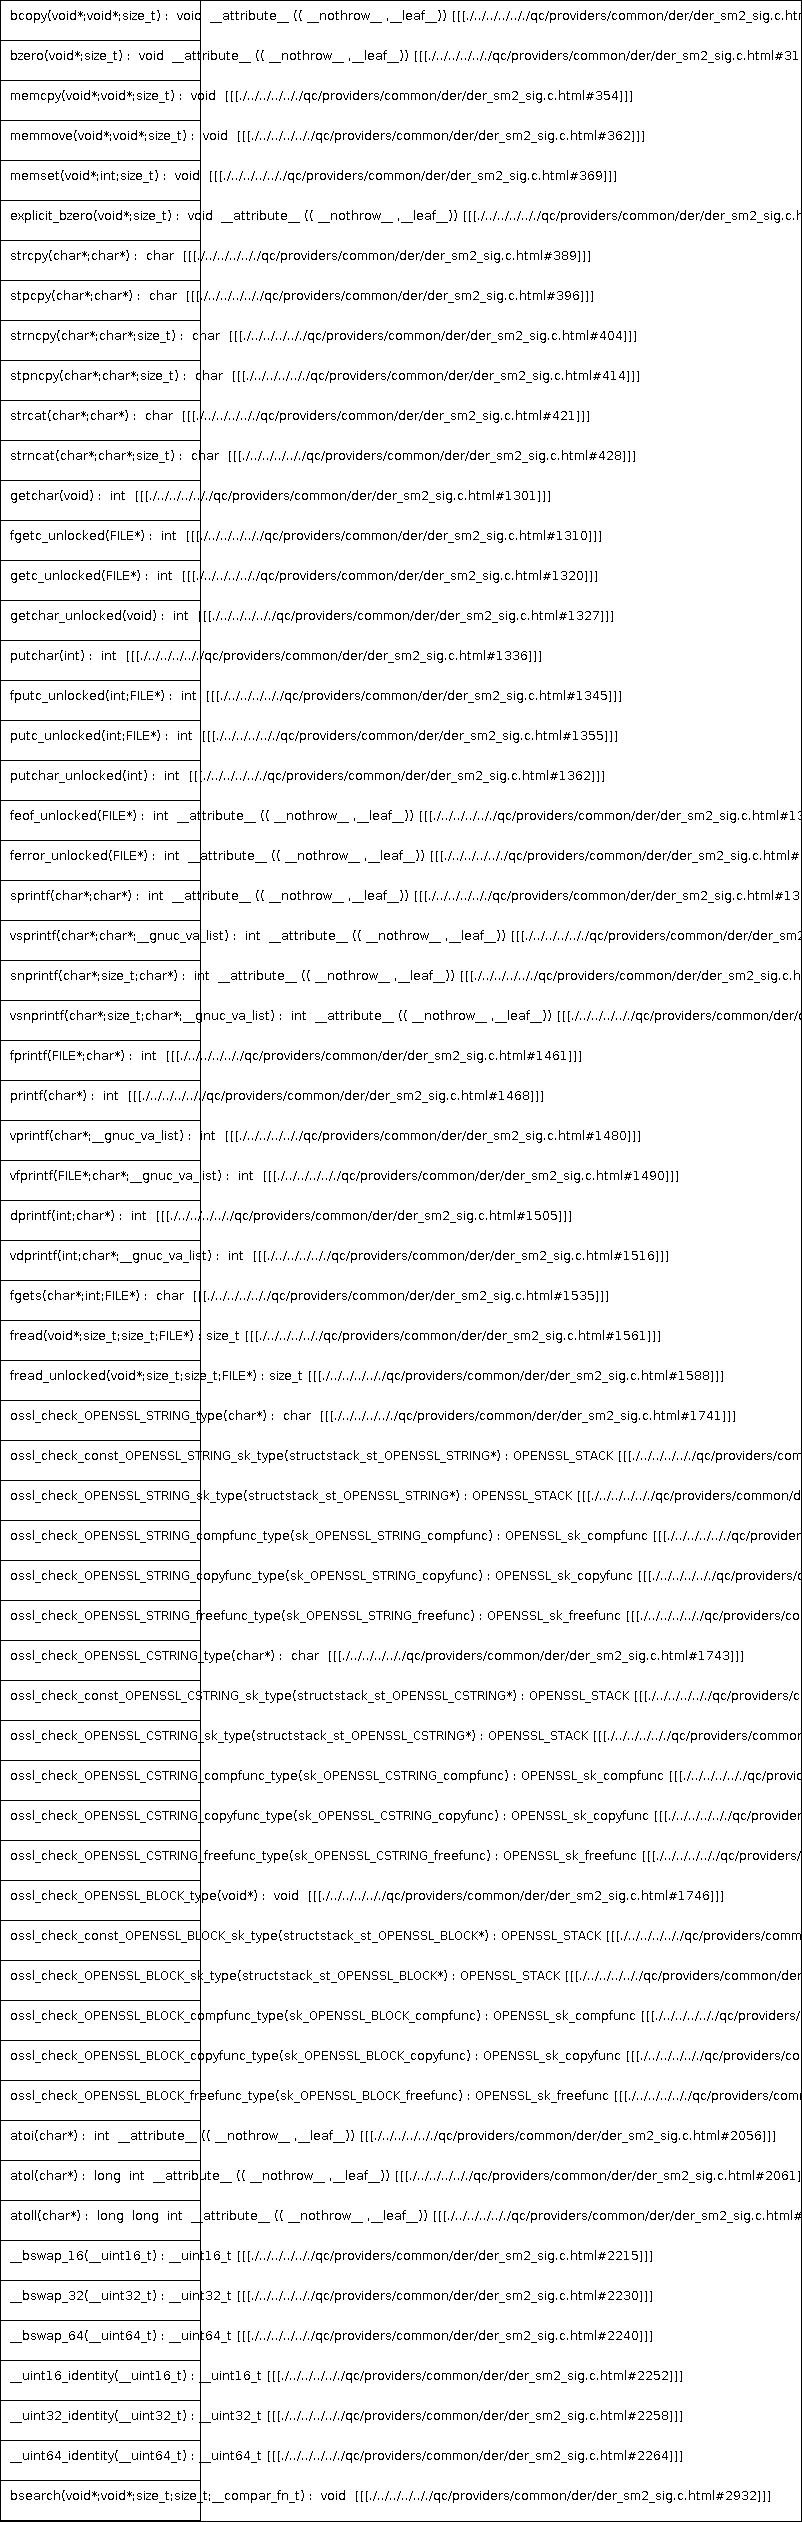 bcopy(void*;void*;size_t) : void __attribute__ (( __nothrow__ ,__leaf__)) [[[./../../../../../qc/providers/common/der/der_sm2_sig.c.htm
bzero(void*;size_t) : void __attribute__ (( __nothrow__ ,__leaf__)) [[[./../../../../../qc/providers/common/der/der_sm2_sig.c.html#31
memcpy(void*;void*;size_t) : void [[[./../../../../../qc/providers/common/der/der_sm2_sig.c.html#354]]]
memmove(void*;void*;size_t) : void [[[./../../../../../qc/providers/common/der/der_sm2_sig.c.html#362]]]
memset(void*;int;size_t) : void [[[./../../../../../qc/providers/common/der/der_sm2_sig.c.html#369]]]
explicit_bzero(void*;size_t) : void __attribute__ (( __nothrow__ ,__leaf__)) [[[./../../../../../qc/providers/common/der/der_sm2_sig.c.h
strcpy(char*;char*) : char [[[./../../../../../qc/providers/common/der/der_sm2_sig.c.html#389]]]
stpcpy(char*;char*) : char [[[./../../../../../qc/providers/common/der/der_sm2_sig.c.html#396]]]
strncpy(char*;char*;size_t) : char [[[./../../../../../qc/providers/common/der/der_sm2_sig.c.html#404]]]
stpncpy(char*;char*;size_t) : char [[[./../../../../../qc/providers/common/der/der_sm2_sig.c.html#414]]]
strcat(char*;char*) : char [[[./../../../../../qc/providers/common/der/der_sm2_sig.c.html#421]]]
strncat(char*;char*;size_t) : char [[[./../../../../../qc/providers/common/der/der_sm2_sig.c.html#428]]]
getchar(void) : int [[[./../../../../../qc/providers/common/der/der_sm2_sig.c.html#1301]]]
fgetc_unlocked(FILE*) : int [[[./../../../../../qc/providers/common/der/der_sm2_sig.c.html#1310]]]
getc_unlocked(FILE*) : int [[[./../../../../../qc/providers/common/der/der_sm2_sig.c.html#1320]]]
getchar_unlocked(void) : int [[[./../../../../../qc/providers/common/der/der_sm2_sig.c.html#1327]]]
putchar(int) : int [[[./../../../../../qc/providers/common/der/der_sm2_sig.c.html#1336]]]
fputc_unlocked(int;FILE*) : int [[[./../../../../../qc/providers/common/der/der_sm2_sig.c.html#1345]]]
putc_unlocked(int;FILE*) : int [[[./../../../../../qc/providers/common/der/der_sm2_sig.c.html#1355]]]
putchar_unlocked(int) : int [[[./../../../../../qc/providers/common/der/der_sm2_sig.c.html#1362]]]
feof_unlocked(FILE*) : int __attribute__ (( __nothrow__ ,__leaf__)) [[[./../../../../../qc/providers/common/der/der_sm2_sig.c.html#13
ferror_unlocked(FILE*) : int __attribute__ (( __nothrow__ ,__leaf__)) [[[./../../../../../qc/providers/common/der/der_sm2_sig.c.html#
sprintf(char*;char*) : int __attribute__ (( __nothrow__ ,__leaf__)) [[[./../../../../../qc/providers/common/der/der_sm2_sig.c.html#13
vsprintf(char*;char*;__gnuc_va_list) : int __attribute__ (( __nothrow__ ,__leaf__)) [[[./../../../../../qc/providers/common/der/der_sm2
snprintf(char*;size_t;char*) : int __attribute__ (( __nothrow__ ,__leaf__)) [[[./../../../../../qc/providers/common/der/der_sm2_sig.c.h
vsnprintf(char*;size_t;char*;__gnuc_va_list) : int __attribute__ (( __nothrow__ ,__leaf__)) [[[./../../../../../qc/providers/common/der/d
fprintf(FILE*;char*) : int [[[./../../../../../qc/providers/common/der/der_sm2_sig.c.html#1461]]]
printf(char*) : int [[[./../../../../../qc/providers/common/der/der_sm2_sig.c.html#1468]]]
vprintf(char*;__gnuc_va_list) : int [[[./../../../../../qc/providers/common/der/der_sm2_sig.c.html#1480]]]
vfprintf(FILE*;char*;__gnuc_va_list) : int [[[./../../../../../qc/providers/common/der/der_sm2_sig.c.html#1490]]]
dprintf(int;char*) : int [[[./../../../../../qc/providers/common/der/der_sm2_sig.c.html#1505]]]
vdprintf(int;char*;__gnuc_va_list) : int [[[./../../../../../qc/providers/common/der/der_sm2_sig.c.html#1516]]]
fgets(char*;int;FILE*) : char [[[./../../../../../qc/providers/common/der/der_sm2_sig.c.html#1535]]]
fread(void*;size_t;size_t;FILE*) : size_t [[[./../../../../../qc/providers/common/der/der_sm2_sig.c.html#1561]]]
fread_unlocked(void*;size_t;size_t;FILE*) : size_t [[[./../../../../../qc/providers/common/der/der_sm2_sig.c.html#1588]]]
ossl_check_OPENSSL_STRING_type(char*) : char [[[./../../../../../qc/providers/common/der/der_sm2_sig.c.html#1741]]]
ossl_check_const_OPENSSL_STRING_sk_type(structstack_st_OPENSSL_STRING*) : OPENSSL_STACK [[[./../../../../../qc/providers/com
ossl_check_OPENSSL_STRING_sk_type(structstack_st_OPENSSL_STRING*) : OPENSSL_STACK [[[./../../../../../qc/providers/common/d
ossl_check_OPENSSL_STRING_compfunc_type(sk_OPENSSL_STRING_compfunc) : OPENSSL_sk_compfunc [[[./../../../../../qc/provider
ossl_check_OPENSSL_STRING_copyfunc_type(sk_OPENSSL_STRING_copyfunc) : OPENSSL_sk_copyfunc [[[./../../../../../qc/providers/c
ossl_check_OPENSSL_STRING_freefunc_type(sk_OPENSSL_STRING_freefunc) : OPENSSL_sk_freefunc [[[./../../../../../qc/providers/co
ossl_check_OPENSSL_CSTRING_type(char*) : char [[[./../../../../../qc/providers/common/der/der_sm2_sig.c.html#1743]]]
ossl_check_const_OPENSSL_CSTRING_sk_type(structstack_st_OPENSSL_CSTRING*) : OPENSSL_STACK [[[./../../../../../qc/providers/c
ossl_check_OPENSSL_CSTRING_sk_type(structstack_st_OPENSSL_CSTRING*) : OPENSSL_STACK [[[./../../../../../qc/providers/common
ossl_check_OPENSSL_CSTRING_compfunc_type(sk_OPENSSL_CSTRING_compfunc) : OPENSSL_sk_compfunc [[[./../../../../../qc/provid
ossl_check_OPENSSL_CSTRING_copyfunc_type(sk_OPENSSL_CSTRING_copyfunc) : OPENSSL_sk_copyfunc [[[./../../../../../qc/provider
ossl_check_OPENSSL_CSTRING_freefunc_type(sk_OPENSSL_CSTRING_freefunc) : OPENSSL_sk_freefunc [[[./../../../../../qc/providers/
ossl_check_OPENSSL_BLOCK_type(void*) : void [[[./../../../../../qc/providers/common/der/der_sm2_sig.c.html#1746]]]
ossl_check_const_OPENSSL_BLOCK_sk_type(structstack_st_OPENSSL_BLOCK*) : OPENSSL_STACK [[[./../../../../../qc/providers/comm
ossl_check_OPENSSL_BLOCK_sk_type(structstack_st_OPENSSL_BLOCK*) : OPENSSL_STACK [[[./../../../../../qc/providers/common/der
ossl_check_OPENSSL_BLOCK_compfunc_type(sk_OPENSSL_BLOCK_compfunc) : OPENSSL_sk_compfunc [[[./../../../../../qc/providers/
ossl_check_OPENSSL_BLOCK_copyfunc_type(sk_OPENSSL_BLOCK_copyfunc) : OPENSSL_sk_copyfunc [[[./../../../../../qc/providers/co
ossl_check_OPENSSL_BLOCK_freefunc_type(sk_OPENSSL_BLOCK_freefunc) : OPENSSL_sk_freefunc [[[./../../../../../qc/providers/com
atoi(char*) : int __attribute__ (( __nothrow__ ,__leaf__)) [[[./../../../../../qc/providers/common/der/der_sm2_sig.c.html#2056]]]
atol(char*) : long int __attribute__ (( __nothrow__ ,__leaf__)) [[[./../../../../../qc/providers/common/der/der_sm2_sig.c.html#2061]
atoll(char*) : long long int __attribute__ (( __nothrow__ ,__leaf__)) [[[./../../../../../qc/providers/common/der/der_sm2_sig.c.html#
__bswap_16(__uint16_t) : __uint16_t [[[./../../../../../qc/providers/common/der/der_sm2_sig.c.html#2215]]]
__bswap_32(__uint32_t) : __uint32_t [[[./../../../../../qc/providers/common/der/der_sm2_sig.c.html#2230]]]
__bswap_64(__uint64_t) : __uint64_t [[[./../../../../../qc/providers/common/der/der_sm2_sig.c.html#2240]]]
__uint16_identity(__uint16_t) : __uint16_t [[[./../../../../../qc/providers/common/der/der_sm2_sig.c.html#2252]]]
__uint32_identity(__uint32_t) : __uint32_t [[[./../../../../../qc/providers/common/der/der_sm2_sig.c.html#2258]]]
__uint64_identity(__uint64_t) : __uint64_t [[[./../../../../../qc/providers/common/der/der_sm2_sig.c.html#2264]]]
bsearch(void*;void*;size_t;size_t;__compar_fn_t) : void [[[./../../../../../qc/providers/common/der/der_sm2_sig.c.html#2932]]]